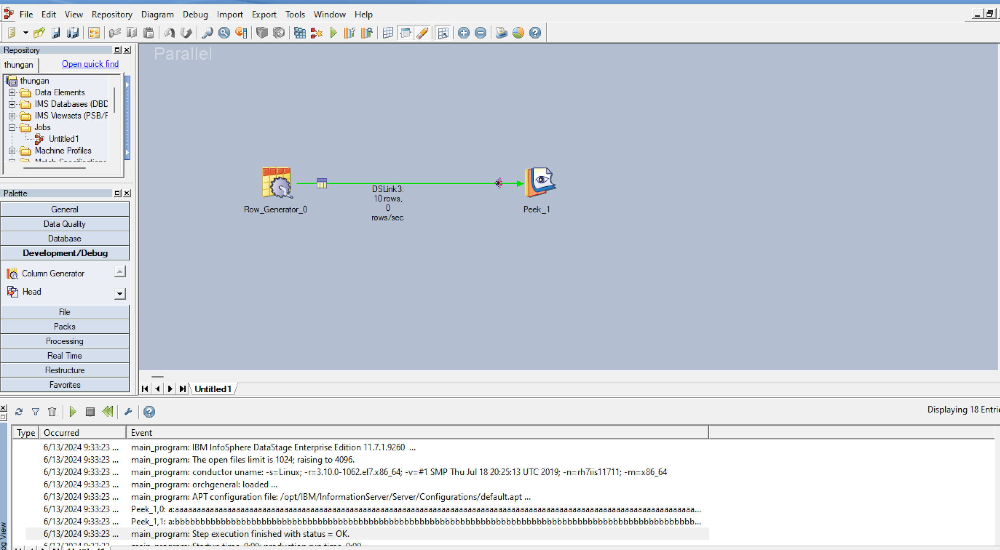 File Edit View Repository Diagram Debug Import Export Tools Window Help
Repository
thungan Open quick find
thungan
Data Elements
IMS Databases (DBD
IMS Viewsets (PSB/F
Jobs
Untitled1
Machine Profiles
Match Specifications
Palette
General
Data Quality
Database
Development/Debug
Column Generator
Head
File
Packs
Processing
Real Time
Restructure
Favorites
Parallel
Row_Generator_0
DSLink3:
10 rows,
0
rows/sec
Peek_1
Untitled1
Displaying 18 Entrie
Type Occurred Event
6/13/2024 9:33:23 ... main_program: IBM InfoSphere DataStage Enterprise Edition 11.7.1.9260 ...
6/13/2024 9:33:23 ... main_program: The open files limit is 1024; raising to 4096.
6/13/2024 9:33:23 ... main_program: conductor uname: -s=Linux; -r=3.10.0-1062.el7.x86_64; -v=#1 SMP Thu Jul 18 20:25:13 UTC 2019; -n=rh7iis11711; -m=x86_64
6/13/2024 9:33:23 ... main_program: orchgeneral: loaded ...
6/13/2024 9:33:23 ... main_program: APT configuration file: /opt/IBM/InformationServer/Server/Configurations/default.apt ...
6/13/2024 9:33:23 ... Peek_1,0: a:aaaaaaaaaaaaaaaaaaaaaaaaaaaaaaaaaaaaaaaaaaaaaaaaaaaaaaaaaaaaaaaaaaaaaaaaaaaaaaaaaaaaaaaaaaaaaaaaaaaaaaaaaaaaaaaaaaaa...
6/13/2024 9:33:23 ... Peek_1,1: a:bbbbbbbbbbbbbbbbbbbbbbbbbbbbbbbbbbbbbbbbbbbbbbbbbbbbbbbbbbbbbbbbbbbbbbbbbbbbbbbbbbbbbbbbbbbbbbbbbbbbbb...
6/13/2024 9:33:23 ... main_program: Step execution finished with status = OK.
6/13/2024 9:33:23 main_program: Startup time, 0:00; production run time, 0:00.
Untitled1
og View